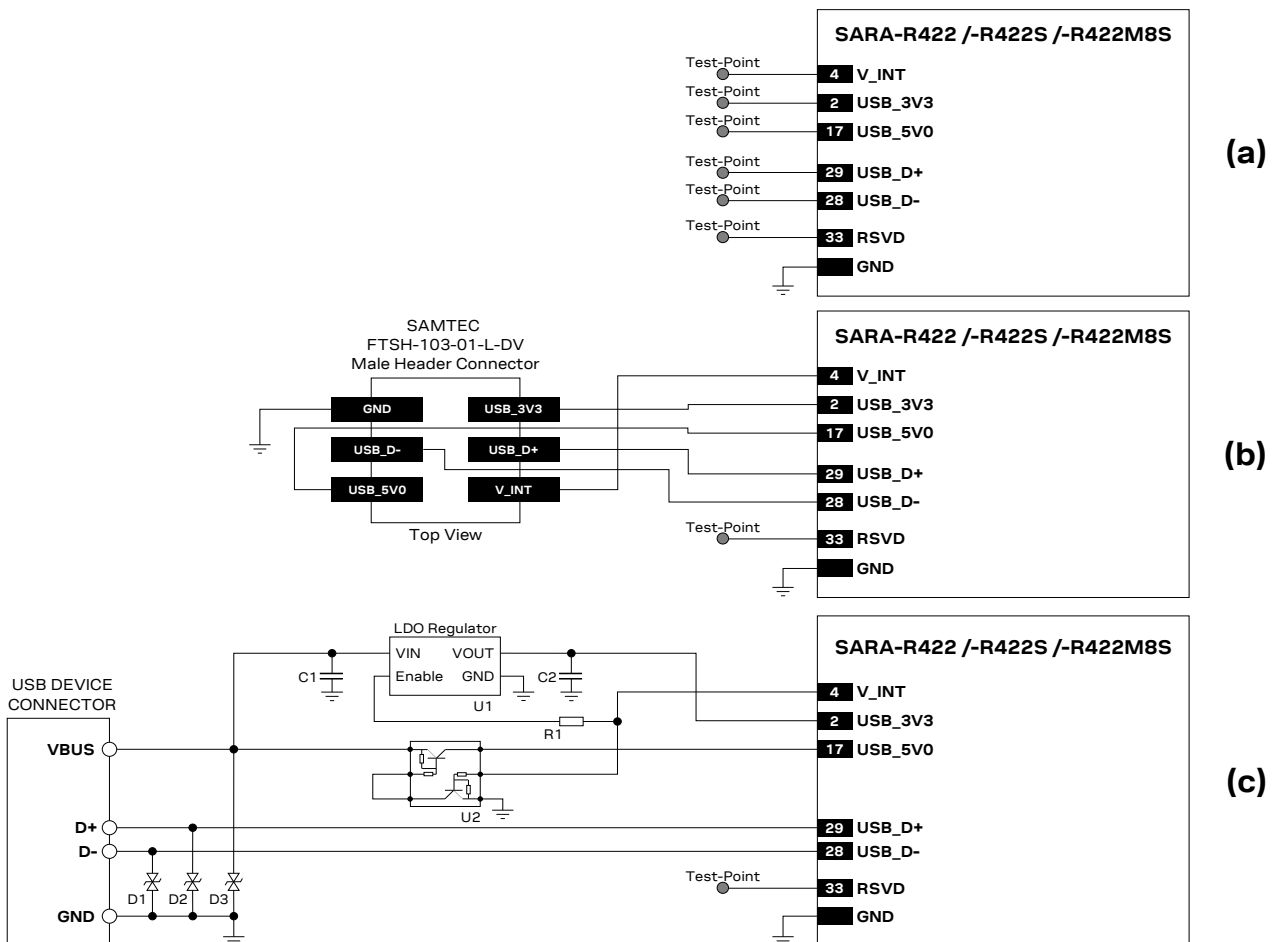 SARA-R422 /-R422S /-R422M8S
Test-Point
4 V_INT
Test-Point
2 USB_3V3
Test-Point
17 USB_5V0
(a)
Test-Point
29 USB_D+
Test-Point
28 USB_D-
Test-Point
33 RSVD
GND
SAMTEC
FTSH-103-01-L-DV
Male Header Connector
GND USB_3V3
USB_D- USB_D+
USB_5V0 V_INT
Top View
SARA-R422 /-R422S /-R422M8S
4 V_INT
2 USB_3V3
17 USB_5V0
(b)
29 USB_D+
28 USB_D-
Test-Point
33 RSVD
GND
LDO Regulator
VIN VOUT
Enable GND
C1
C2
U1
R1
U2
USB DEVICE
CONNECTOR
VBUS
D+
D-
D1 D2 D3
GND
SARA-R422 /-R422S /-R422M8S
4 V_INT
2 USB_3V3
17 USB_5V0
(c)
29 USB_D+
28 USB_D-
Test-Point
33 RSVD
GND